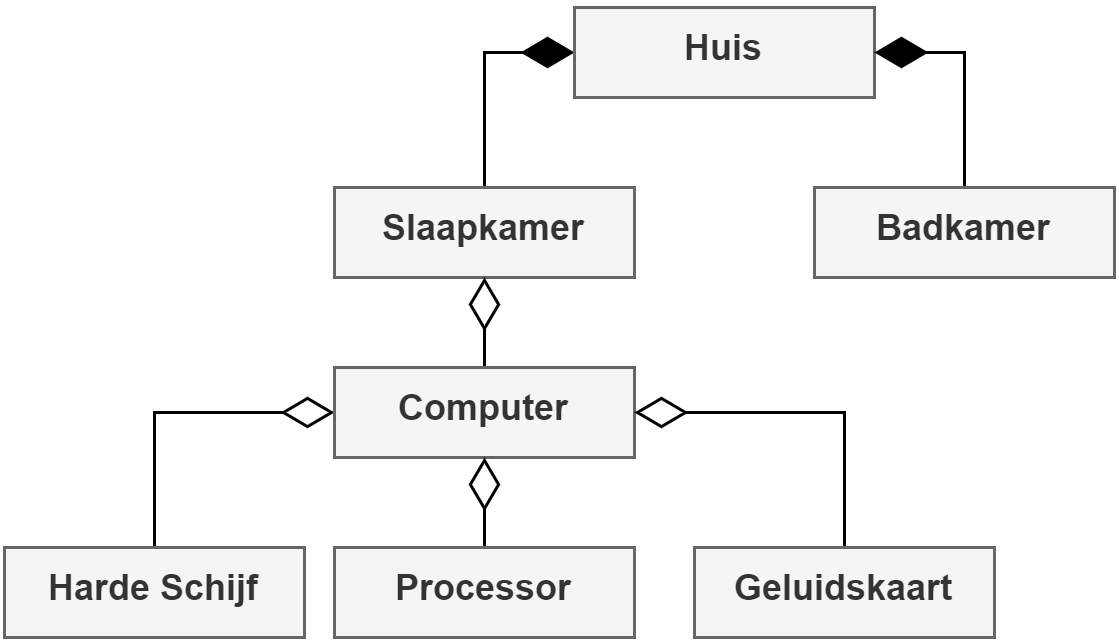 Huis
Slaapkamer
Badkamer
Computer
Harde Schijf
Processor
Geluidskaart